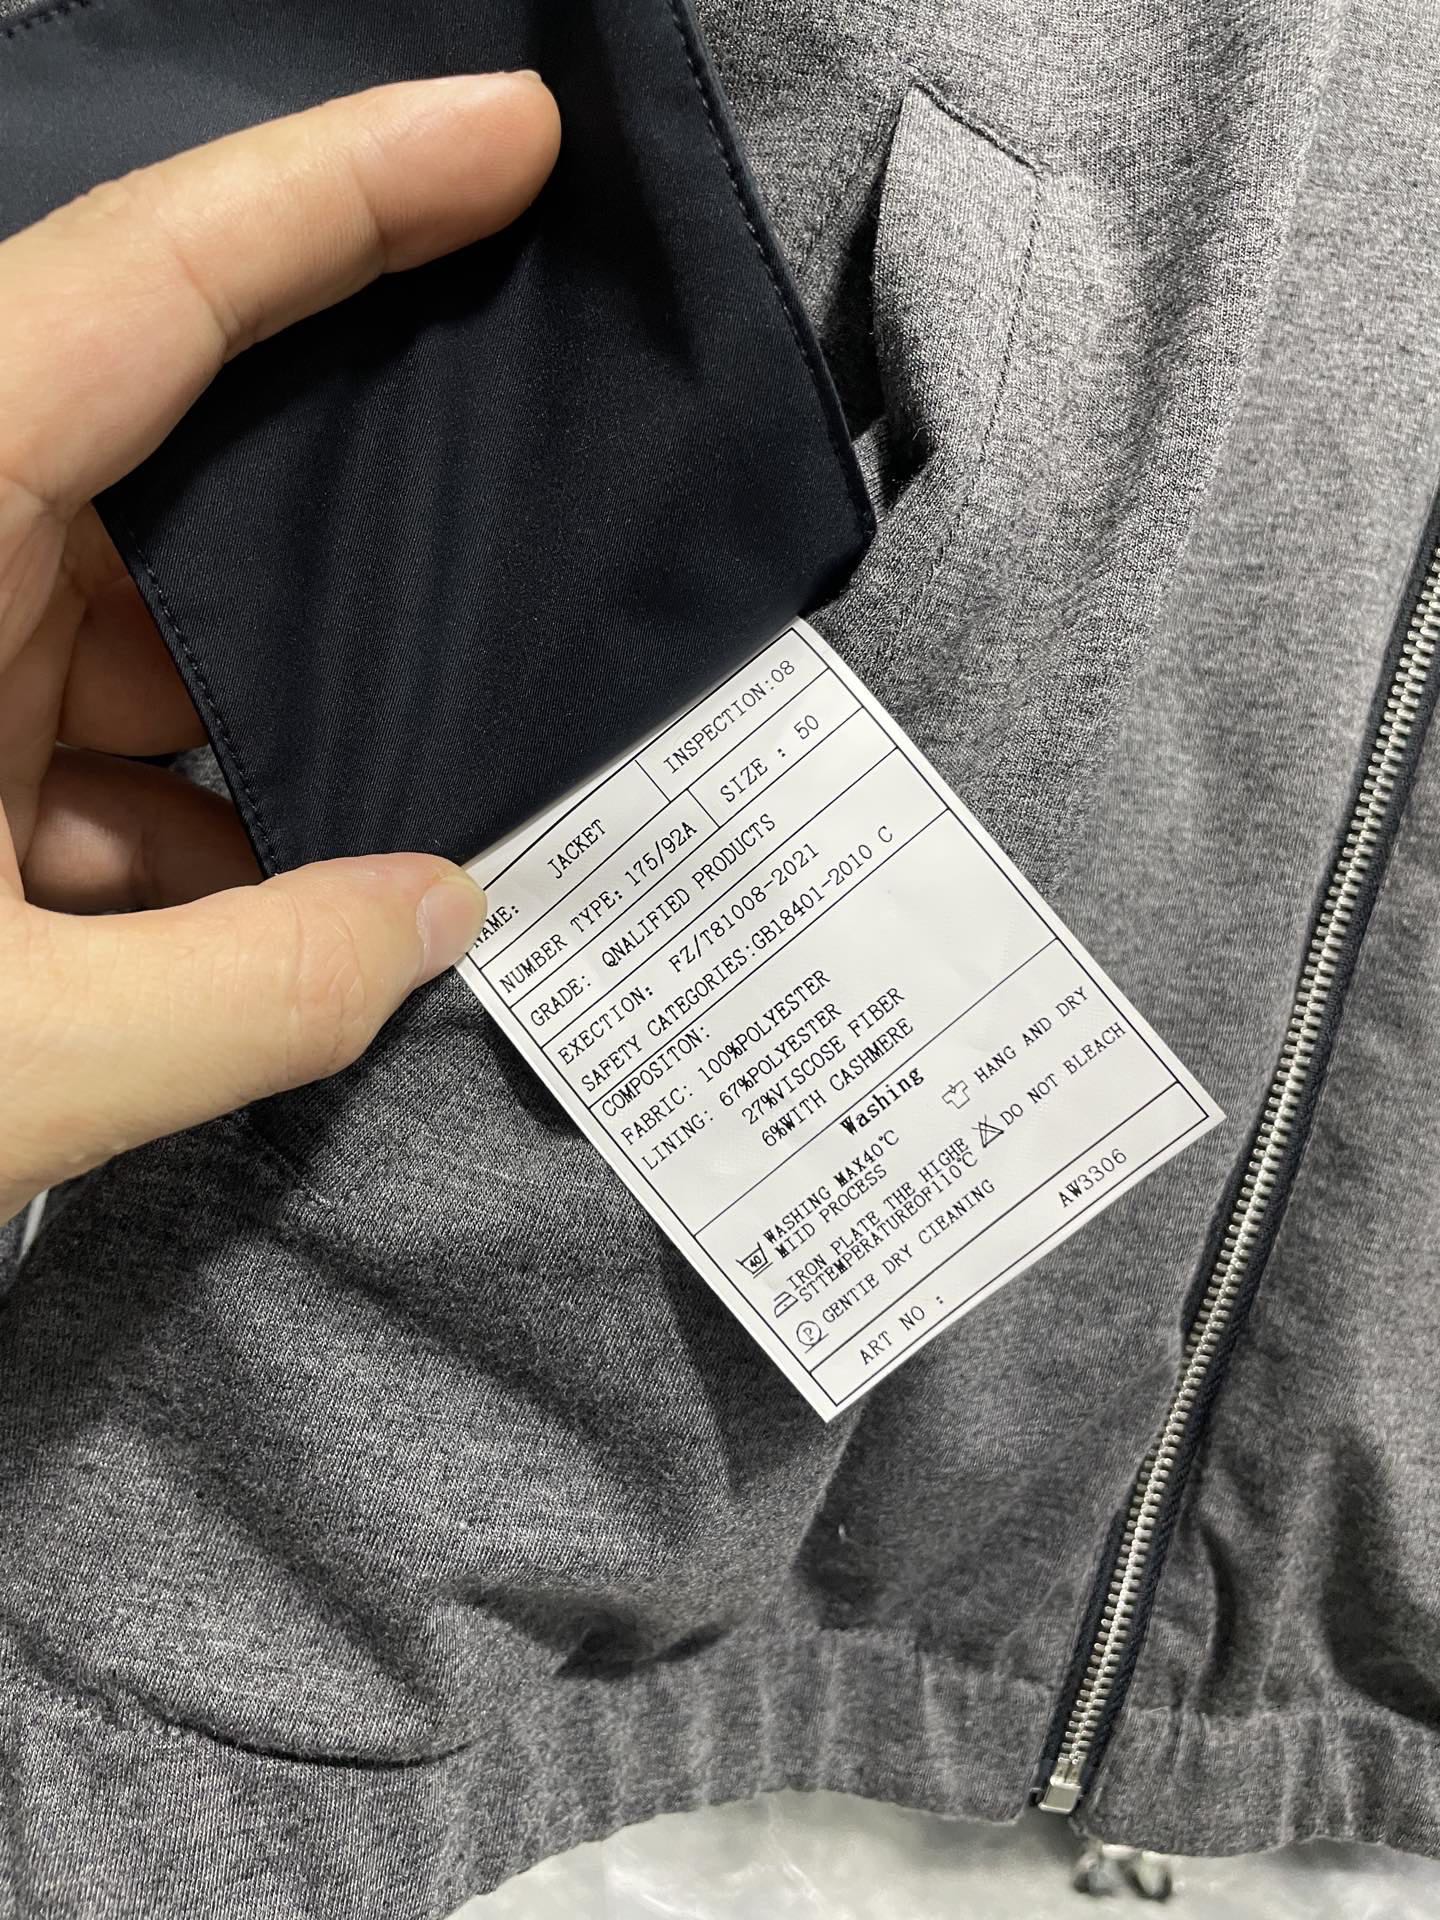 NAME: JACKET INSPECTION:08
NUMBER TYPE: 175/92A SIZE : 50
GRADE: QNALIFIED PRODUCTS
EXECTION: FZ/T81008-2021
SAFETY CATEGORIES:GB18401-2010 C
COMPOSITON:
FABRIC: 100%POLYESTER
LINING: 67%POLYESTER
27%VISCOSE FIBER
6%WITH CASHMERE
Washing
40 WASHING MAX40℃
MIID PROCESS
HANG AND DRY
IRON PLATE THE HIGHE
STTEMPERATUREOF110℃
DO NOT BLEACH
P GENTIE DRY CIEANING
ART NO : AW3306